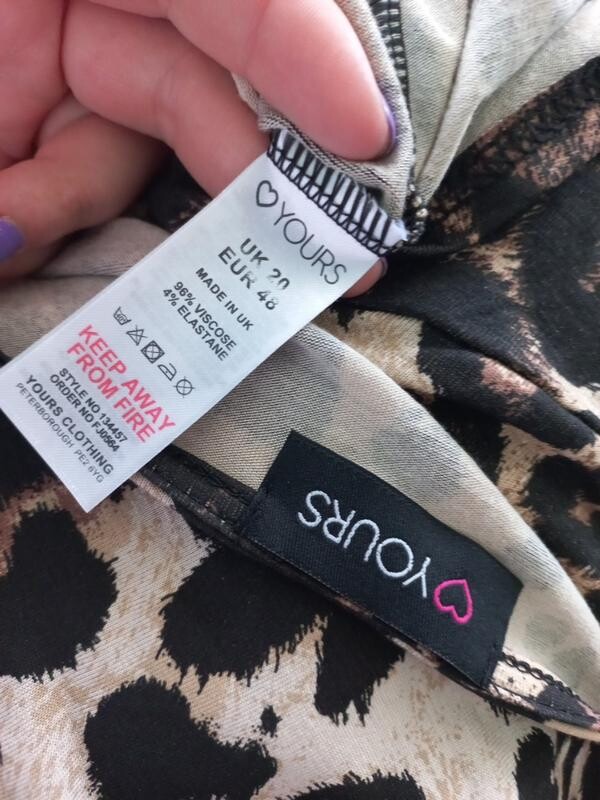 YOURS
UK 20
EUR 48
MADE IN UK
96% VISCOSE
4% ELASTANE
KEEP AWAY
FROM FIRE
STYLE NO 134457
ORDER NO FJ0564
YOURS CLOTHING
PETERBOROUGH PE2 6YG
YOURS